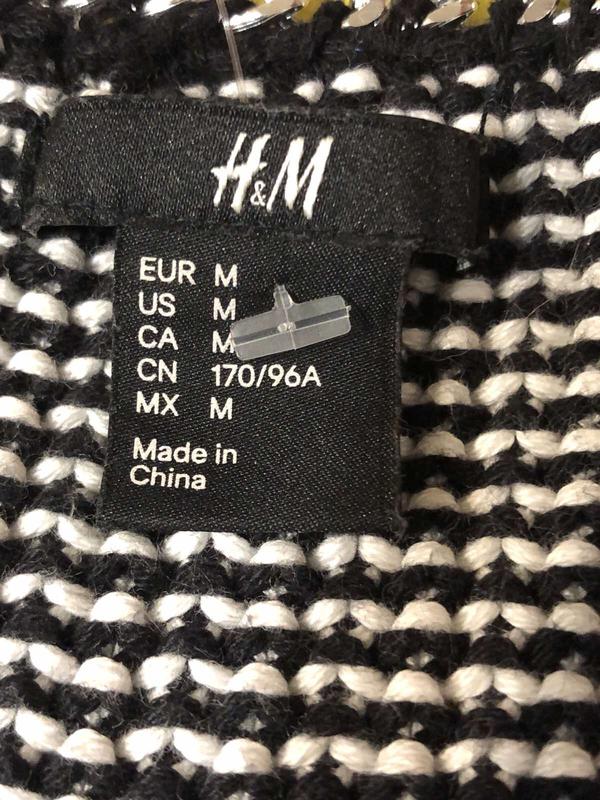 H&M
EUR M
US M
CA M
CN 170/96A
MX M
Made in
China